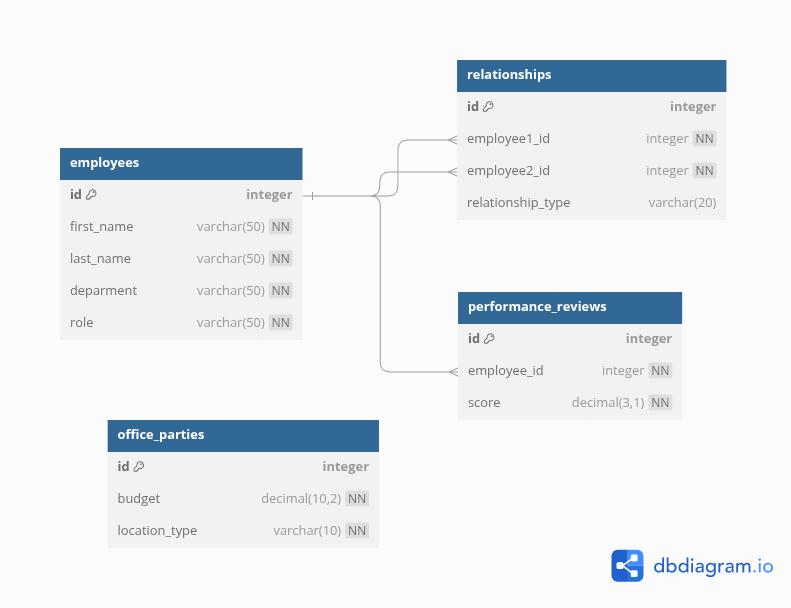 employees
id integer
first_name varchar(50) NN
last_name varchar(50) NN
deparment varchar(50) NN
role varchar(50) NN
relationships
id integer
employee1_id integer NN
employee2_id integer NN
relationship_type varchar(20)
performance_reviews
id integer
employee_id integer NN
score decimal(3,1) NN
office_parties
id integer
budget decimal(10,2) NN
location_type varchar(10) NN
dbdiagram.io